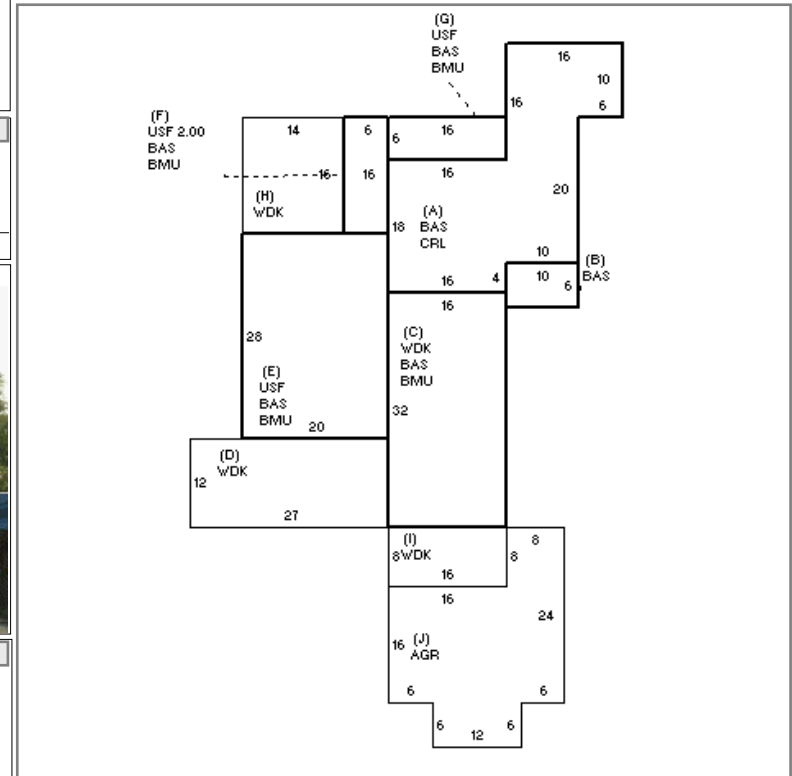 (G)
USF
BAS
BMU
16
10
6
16
(F)
USF 2.00
BAS
BMU
14
6
6
16
16
16
16
(H)
WDK
20
(A)
BAS
CRL
18
10
(B)
BAS
16
4
10
6
16
28
(C)
WDK
BAS
BMU
(E)
USF
BAS
BMU
20
32
(D)
WDK
12
27
(I)
WDK
8
8
8
16
16
24
16
(J)
AGR
6
6
6
6
12